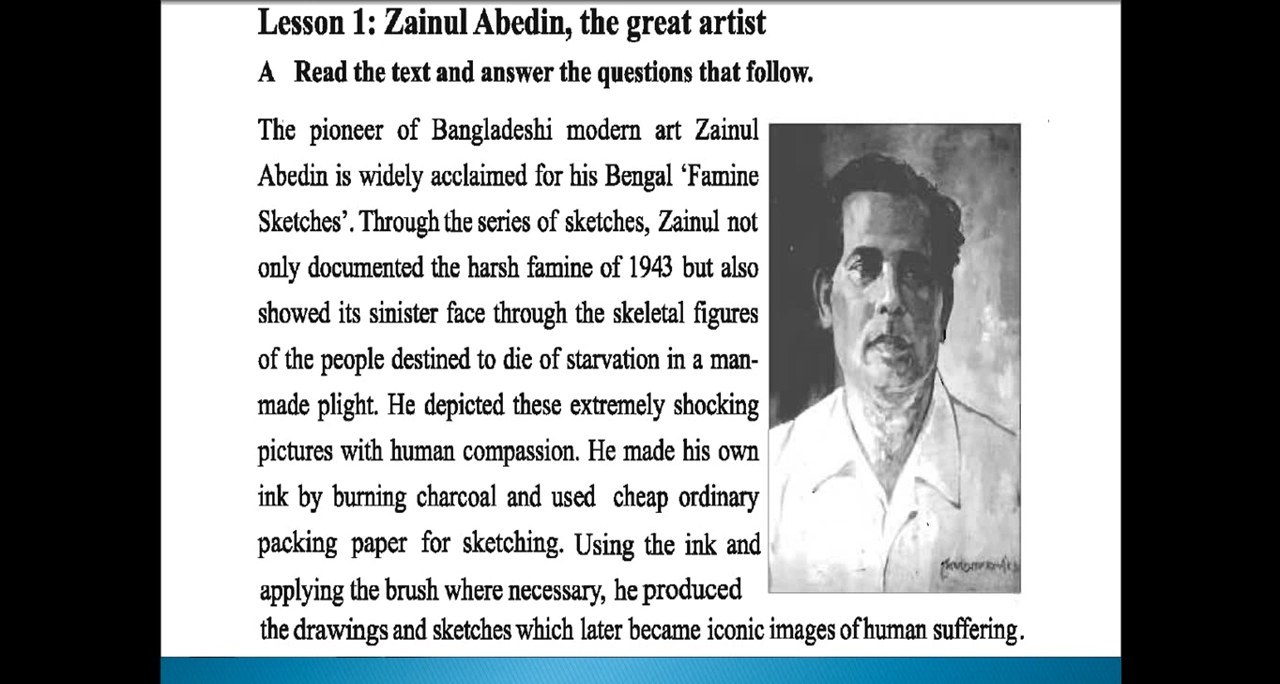 Lesson 1: Zainul Abedin, the great artist
A Read the text and answer the questions that follow.
The pioneer of Bangladeshi modern art Zainul
Abedin is widely acclaimed for his Bengal ‘Famine
Sketches’. Through the series of sketches, Zainul not
only documented the harsh famine of 1943 but also
showed its sinister face through the skeletal figures
of the people destined to die of starvation in a man-
made plight. He depicted these extremely shocking
pictures with human compassion. He made his own
ink by burning charcoal and used cheap ordinary
packing paper for sketching. Using the ink and
applying the brush where necessary, he produced
the drawings and sketches which later became iconic images of human suffering.